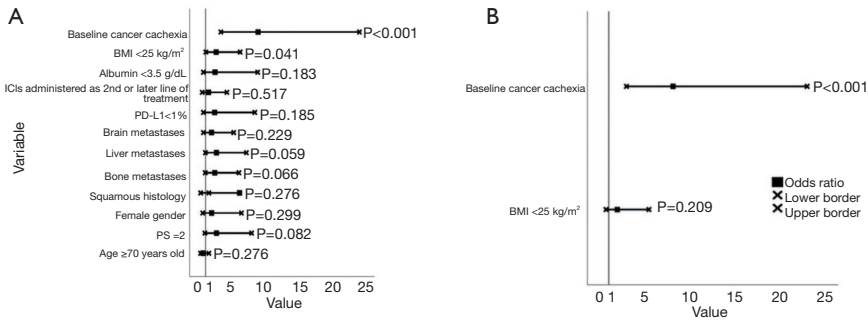 A
Variable
Baseline cancer cachexia
P<0.001
BMI <25 kg/m²
P=0.041
Albumin <3.5 g/dL
P=0.183
ICIs administered as 2nd or later line of
treatment
P=0.517
PD-L1<1%
P=0.185
Brain metastases
P=0.229
Liver metastases
P=0.059
Bone metastases
P=0.066
Squamous histology
P=0.276
Female gender
P=0.299
PS =2
P=0.082
Age ≥70 years old
P=0.276
0 1 5 10 15 20 25
Value
B
Baseline cancer cachexia
P<0.001
BMI <25 kg/m²
P=0.209
Odds ratio
Lower border
Upper border
0 1 5 10 15 20 25
Value